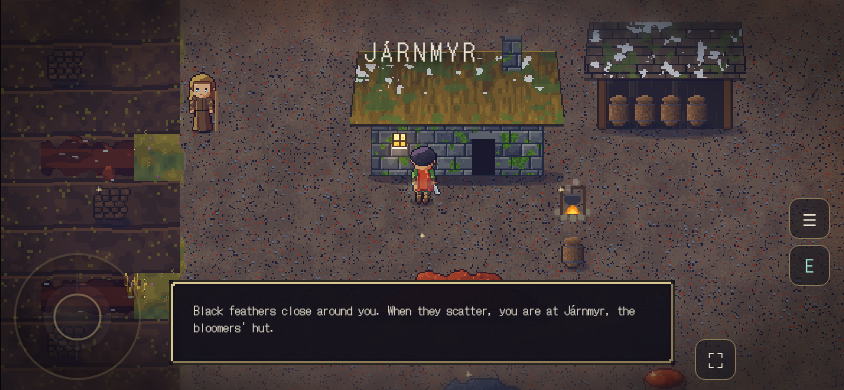 JÁRNMYR
E
Black feathers close around you. When they scatter, you are at Járnmyr, the
bloomers' hut.